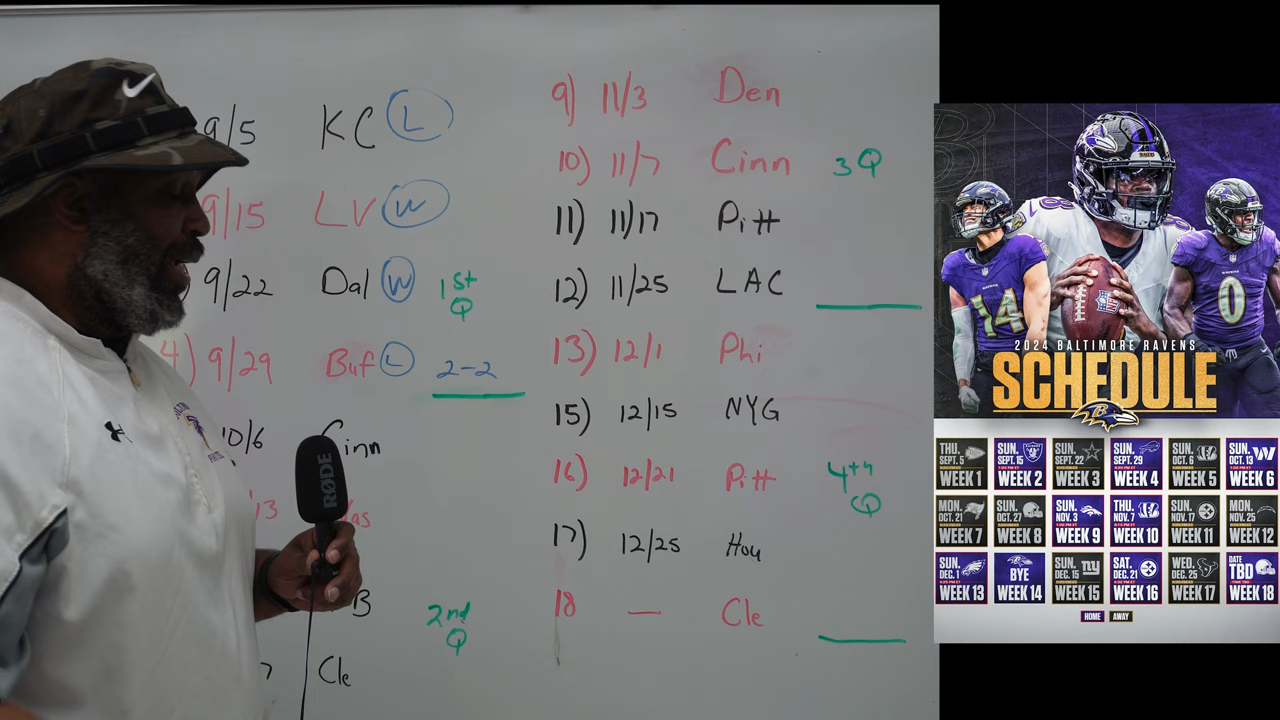 9/5 KC L
9/15 LV W
9/22 Dal W
1st
Q
4) 9/29 Buf L 2-2
10/6 Cinn
13 as
B
2nd
Q
7 Cle
9) 11/3 Den
10) 11/7 Cinn 3Q
11) 11/17 Pitt
12) 11/25 LAC
13) 12/1 Phi
15) 12/15 NYG
16) 12/21 Pitt
4th
Q
17) 12/25 Hou
18 — Cle
RØDE
8
14
0
2024 BALTIMORE RAVENS
SCHEDULE
THU.
SEPT. 5
WEEK 1
SUN.
SEPT. 15
WEEK 2
SUN.
SEPT. 22
WEEK 3
SUN.
SEPT. 29
WEEK 4
SUN.
OCT. 6
WEEK 5
SUN.
OCT. 13
WEEK 6
MON.
OCT. 21
WEEK 7
SUN.
OCT. 27
WEEK 8
SUN.
NOV. 3
WEEK 9
THU.
NOV. 7
WEEK 10
SUN.
NOV. 17
WEEK 11
MON.
NOV. 25
WEEK 12
SUN.
DEC. 1
WEEK 13
BYE
WEEK 14
SUN.
DEC. 15
WEEK 15
SAT.
DEC. 21
WEEK 16
WED.
DEC. 25
WEEK 17
DATE
TBD
WEEK 18
HOME AWAY